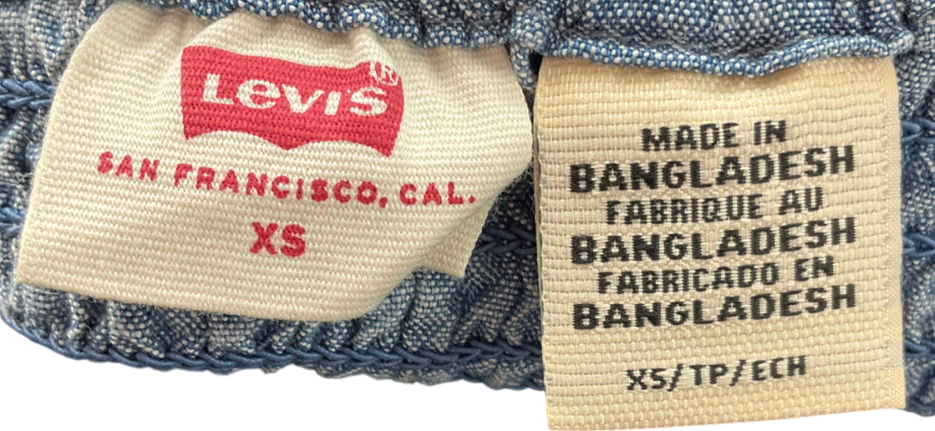 Levi's®
SAN FRANCISCO, CAL.
XS
MADE IN
BANGLADESH
FABRIQUE AU
BANGLADESH
FABRICADO EN
BANGLADESH
XS/TP/ECH